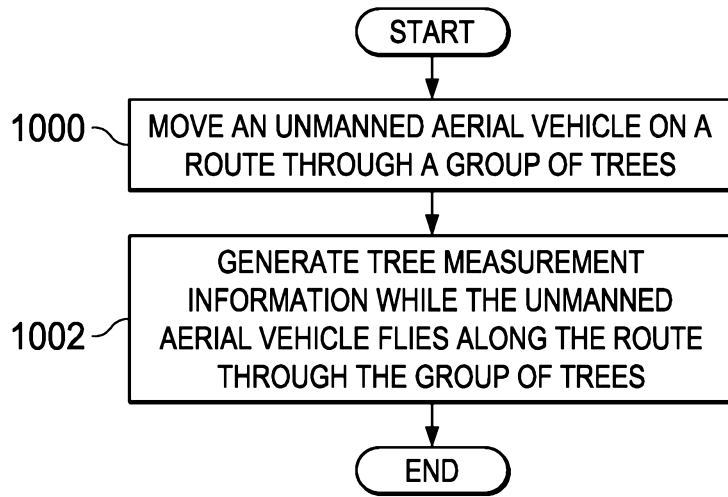 START
1000
MOVE AN UNMANNED AERIAL VEHICLE ON A
ROUTE THROUGH A GROUP OF TREES
1002
GENERATE TREE MEASUREMENT
INFORMATION WHILE THE UNMANNED
AERIAL VEHICLE FLIES ALONG THE ROUTE
THROUGH THE GROUP OF TREES
END